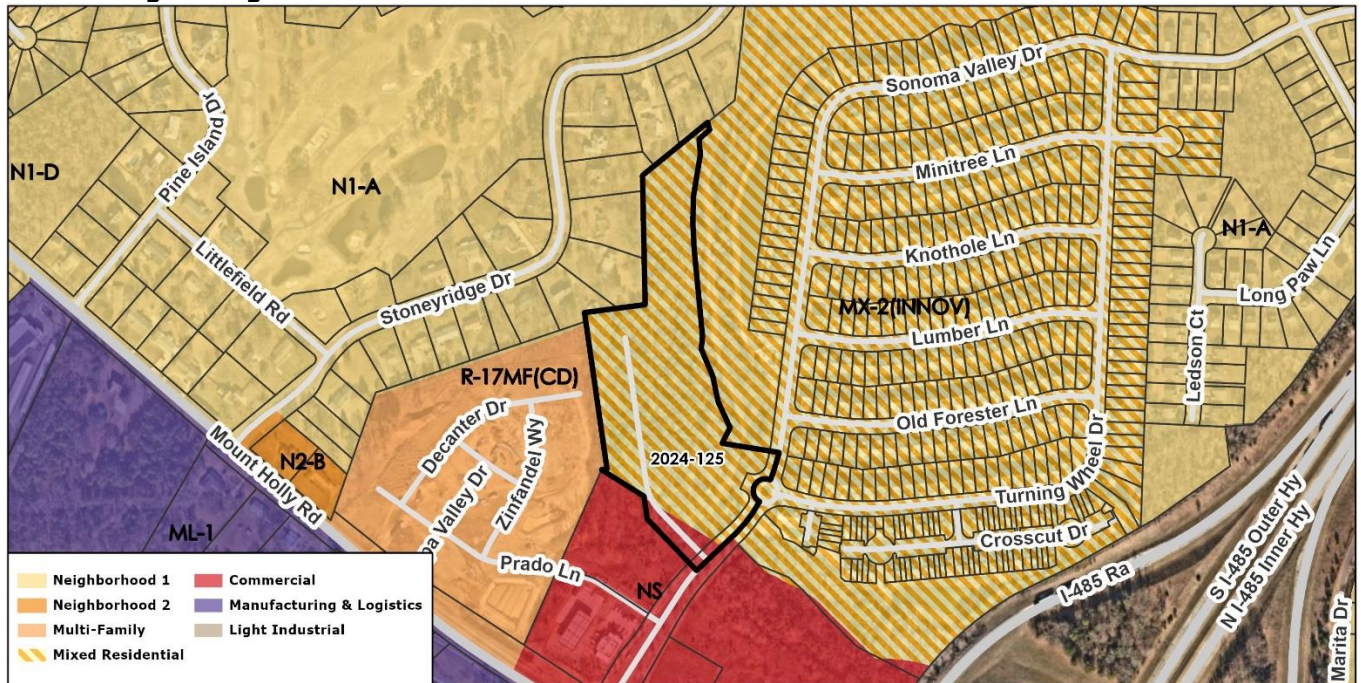 Sonoma Valley Dr
Pine Island Dr
N1-D
N1-A
Minitree Ln
Knothole Ln
N1-A
Long Paw Ln
Littlefield Rd
Stoneyridge Dr
MX-2(INNOV)
Lumber Ln
Ledson Ct
R-17MF(CD)
Decanter Dr
Zinfandel Wy
Old Forester Ln
Mount Holly Rd
N2-B
2024-125
Turning Wheel Dr
Crosscut Dr
ML-1
Valley Dr
Prado Ln
NS
I-485 Ra
S I-485 Outer Hy
N I-485 Inner Hy
Marita Dr
Neighborhood 1
Neighborhood 2
Multi-Family
Mixed Residential
Commercial
Manufacturing & Logistics
Light Industrial